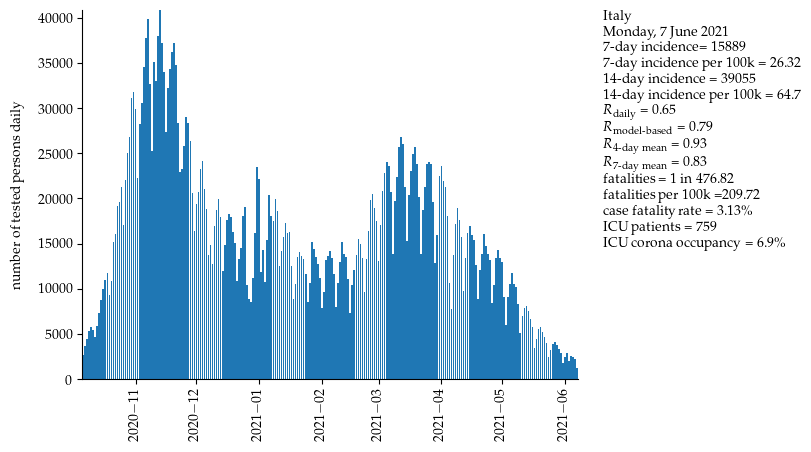 Italy
Monday, 7 June 2021
7-day incidence= 15889
7-day incidence per 100k = 26.32
14-day incidence = 39055
14-day incidence per 100k = 64.7
R_daily = 0.65
R_model-based = 0.79
R_4-day mean = 0.93
R_7-day mean = 0.83
fatalities = 1 in 476.82
fatalities per 100k =209.72
case fatality rate = 3.13%
ICU patients = 759
ICU corona occupancy = 6.9%
number of tested persons daily
40000
35000
30000
25000
20000
15000
10000
5000
0
2020−11
2020−12
2021−01
2021−02
2021−03
2021−04
2021−05
2021−06